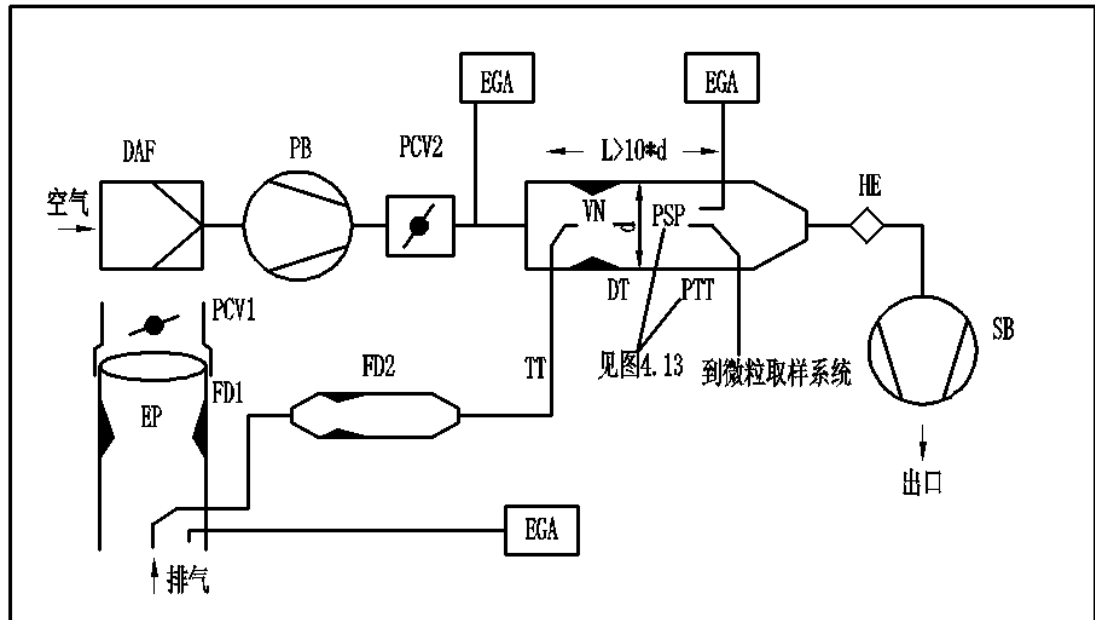 EGA
EGA
DAF
PB
PCV2
L>10*d
HE
空气
VN
d
PSP
DT
PTT
PCV1
SB
见图4.13
到微粒取样系统
TT
FD2
FD1
EP
出口
EGA
排气